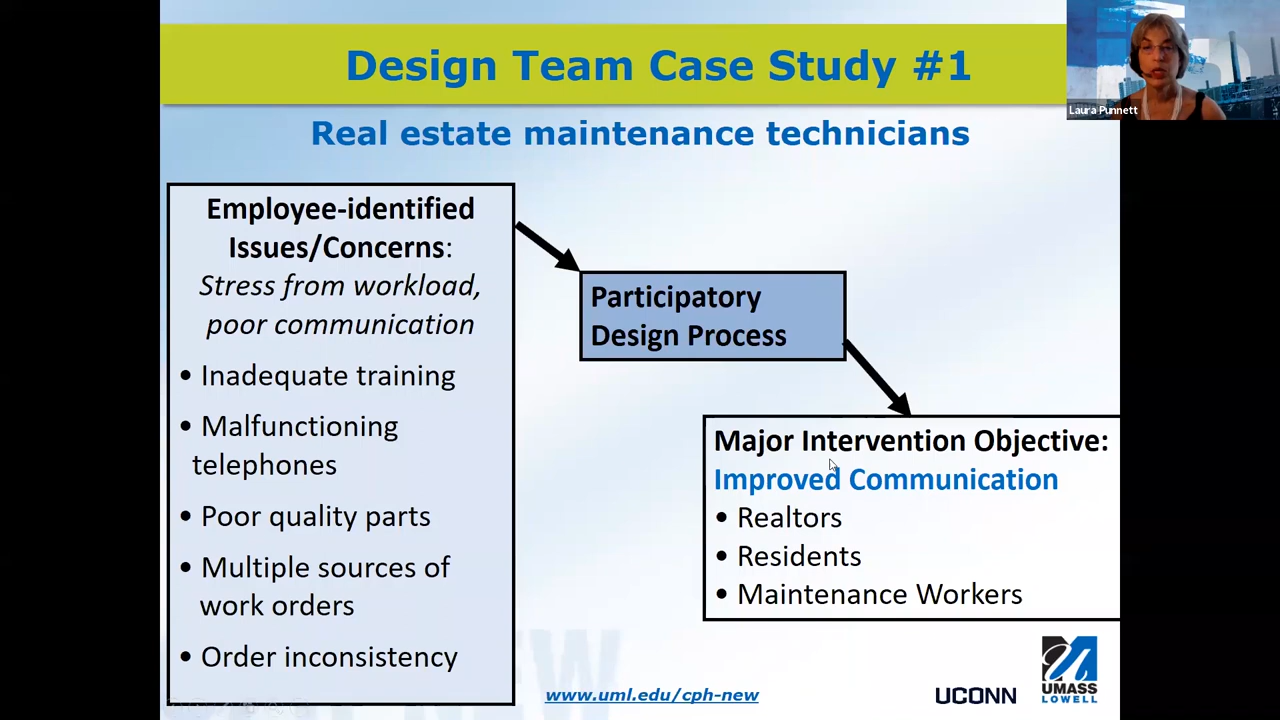 Design Team Case Study #1
Laura Punnett
Real estate maintenance technicians
Employee-identified
Issues/Concerns:
Stress from workload,
poor communication
• Inadequate training
• Malfunctioning
telephones
• Poor quality parts
• Multiple sources of
work orders
• Order inconsistency
Participatory
Design Process
Major Intervention Objective:
Improved Communication
• Realtors
• Residents
• Maintenance Workers
www.uml.edu/cph-new
UCONN
UMASS
LOWELL